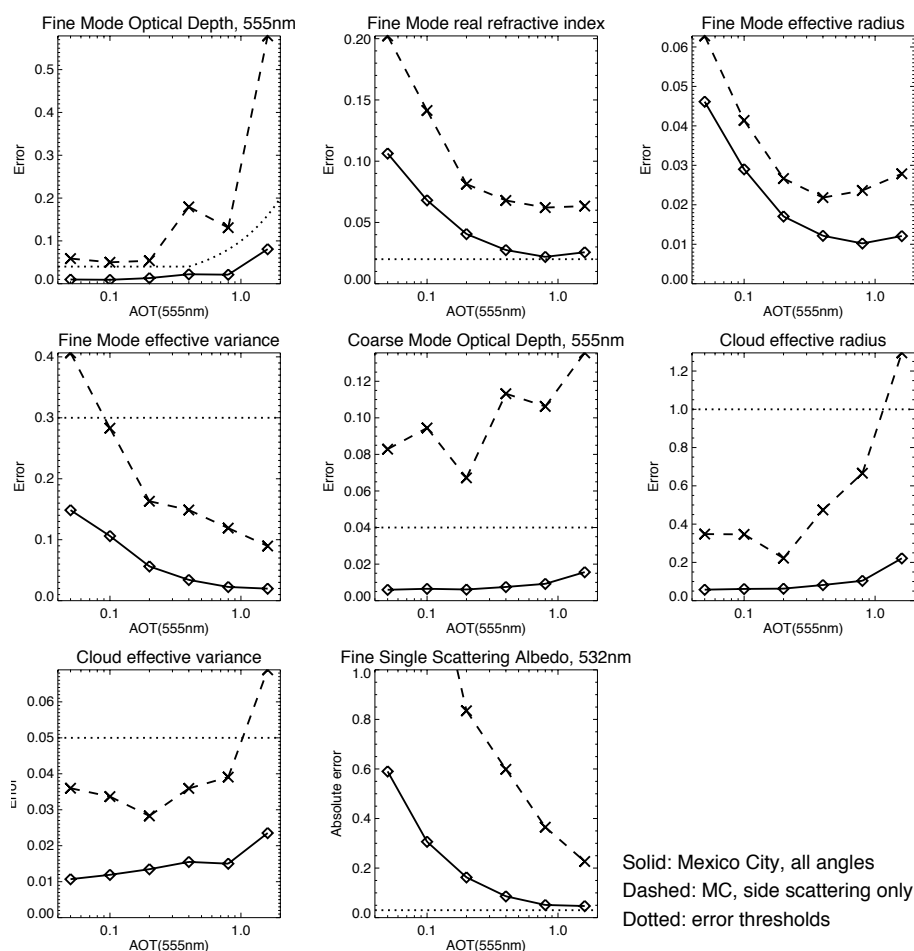 Fine Mode Optical Depth, 555nm
0.5
0.4
0.3
0.2
0.1
0.0
Error
0.1
1.0
AOT(555nm)
Fine Mode real refractive index
0.20
0.15
0.10
0.05
0.00
Error
0.1
1.0
AOT(555nm)
Fine Mode effective radius
0.06
0.05
0.04
0.03
0.02
0.01
0.00
Error
0.1
1.0
AOT(555nm)
Fine Mode effective variance
0.4
0.3
0.2
0.1
0.0
Error
0.1
1.0
AOT(555nm)
Coarse Mode Optical Depth, 555nm
0.12
0.10
0.08
0.06
0.04
0.02
0.00
Error
0.1
1.0
AOT(555nm)
Cloud effective radius
1.2
1.0
0.8
0.6
0.4
0.2
0.0
Error
0.1
1.0
AOT(555nm)
Cloud effective variance
0.06
0.05
0.04
0.03
0.02
0.01
0.00
Error
0.1
1.0
AOT(555nm)
Fine Single Scattering Albedo, 532nm
0.8
0.6
0.4
0.2
0.0
Absolute error
0.1
1.0
AOT(555nm)
Solid: Mexico City, all angles
Dashed: MC, side scattering only
Dotted: error thresholds